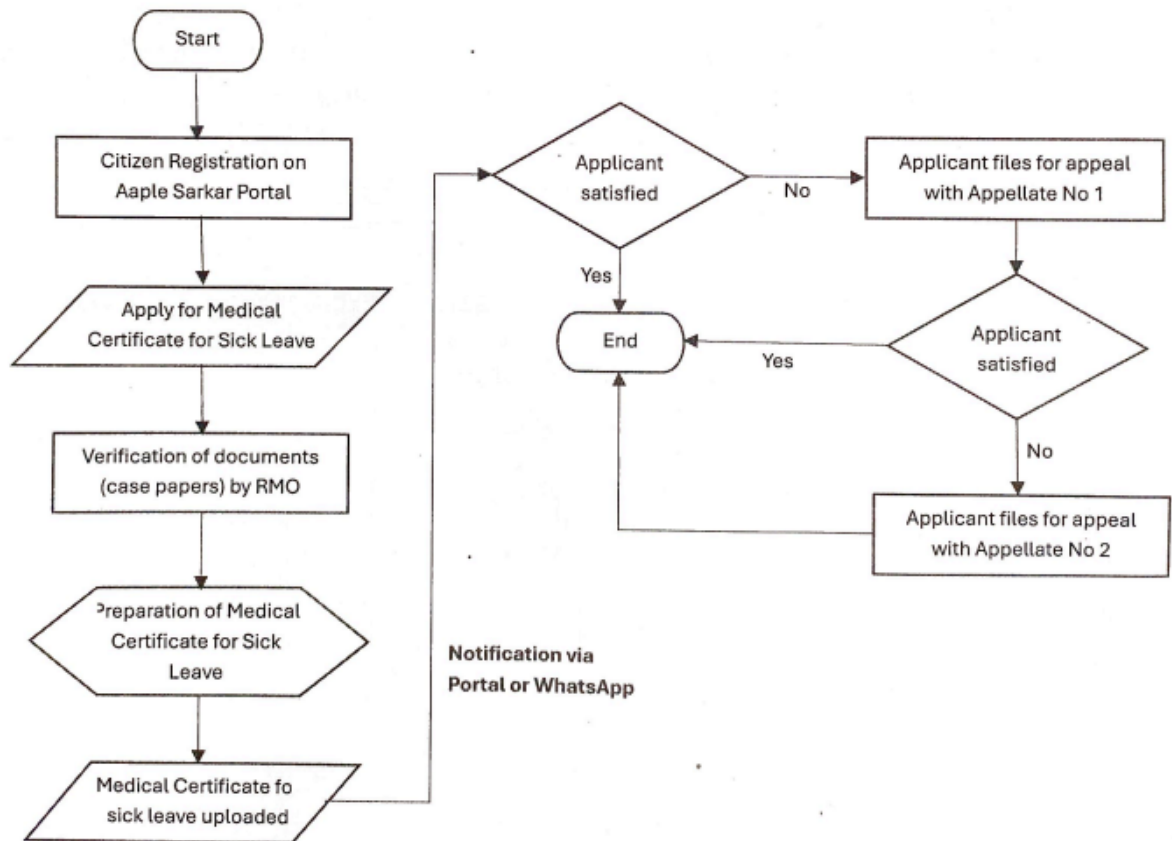 Start
Citizen Registration on
Aaple Sarkar Portal
Apply for Medical
Certificate for Sick Leave
Verification of documents
(case papers) by RMO
Preparation of Medical
Certificate for Sick
Leave
Medical Certificate fo
sick leave uploaded
Notification via
Portal or WhatsApp
Applicant
satisfied
No
Yes
End
Applicant files for appeal
with Appellate No 1
Applicant
satisfied
Yes
No
Applicant files for appeal
with Appellate No 2